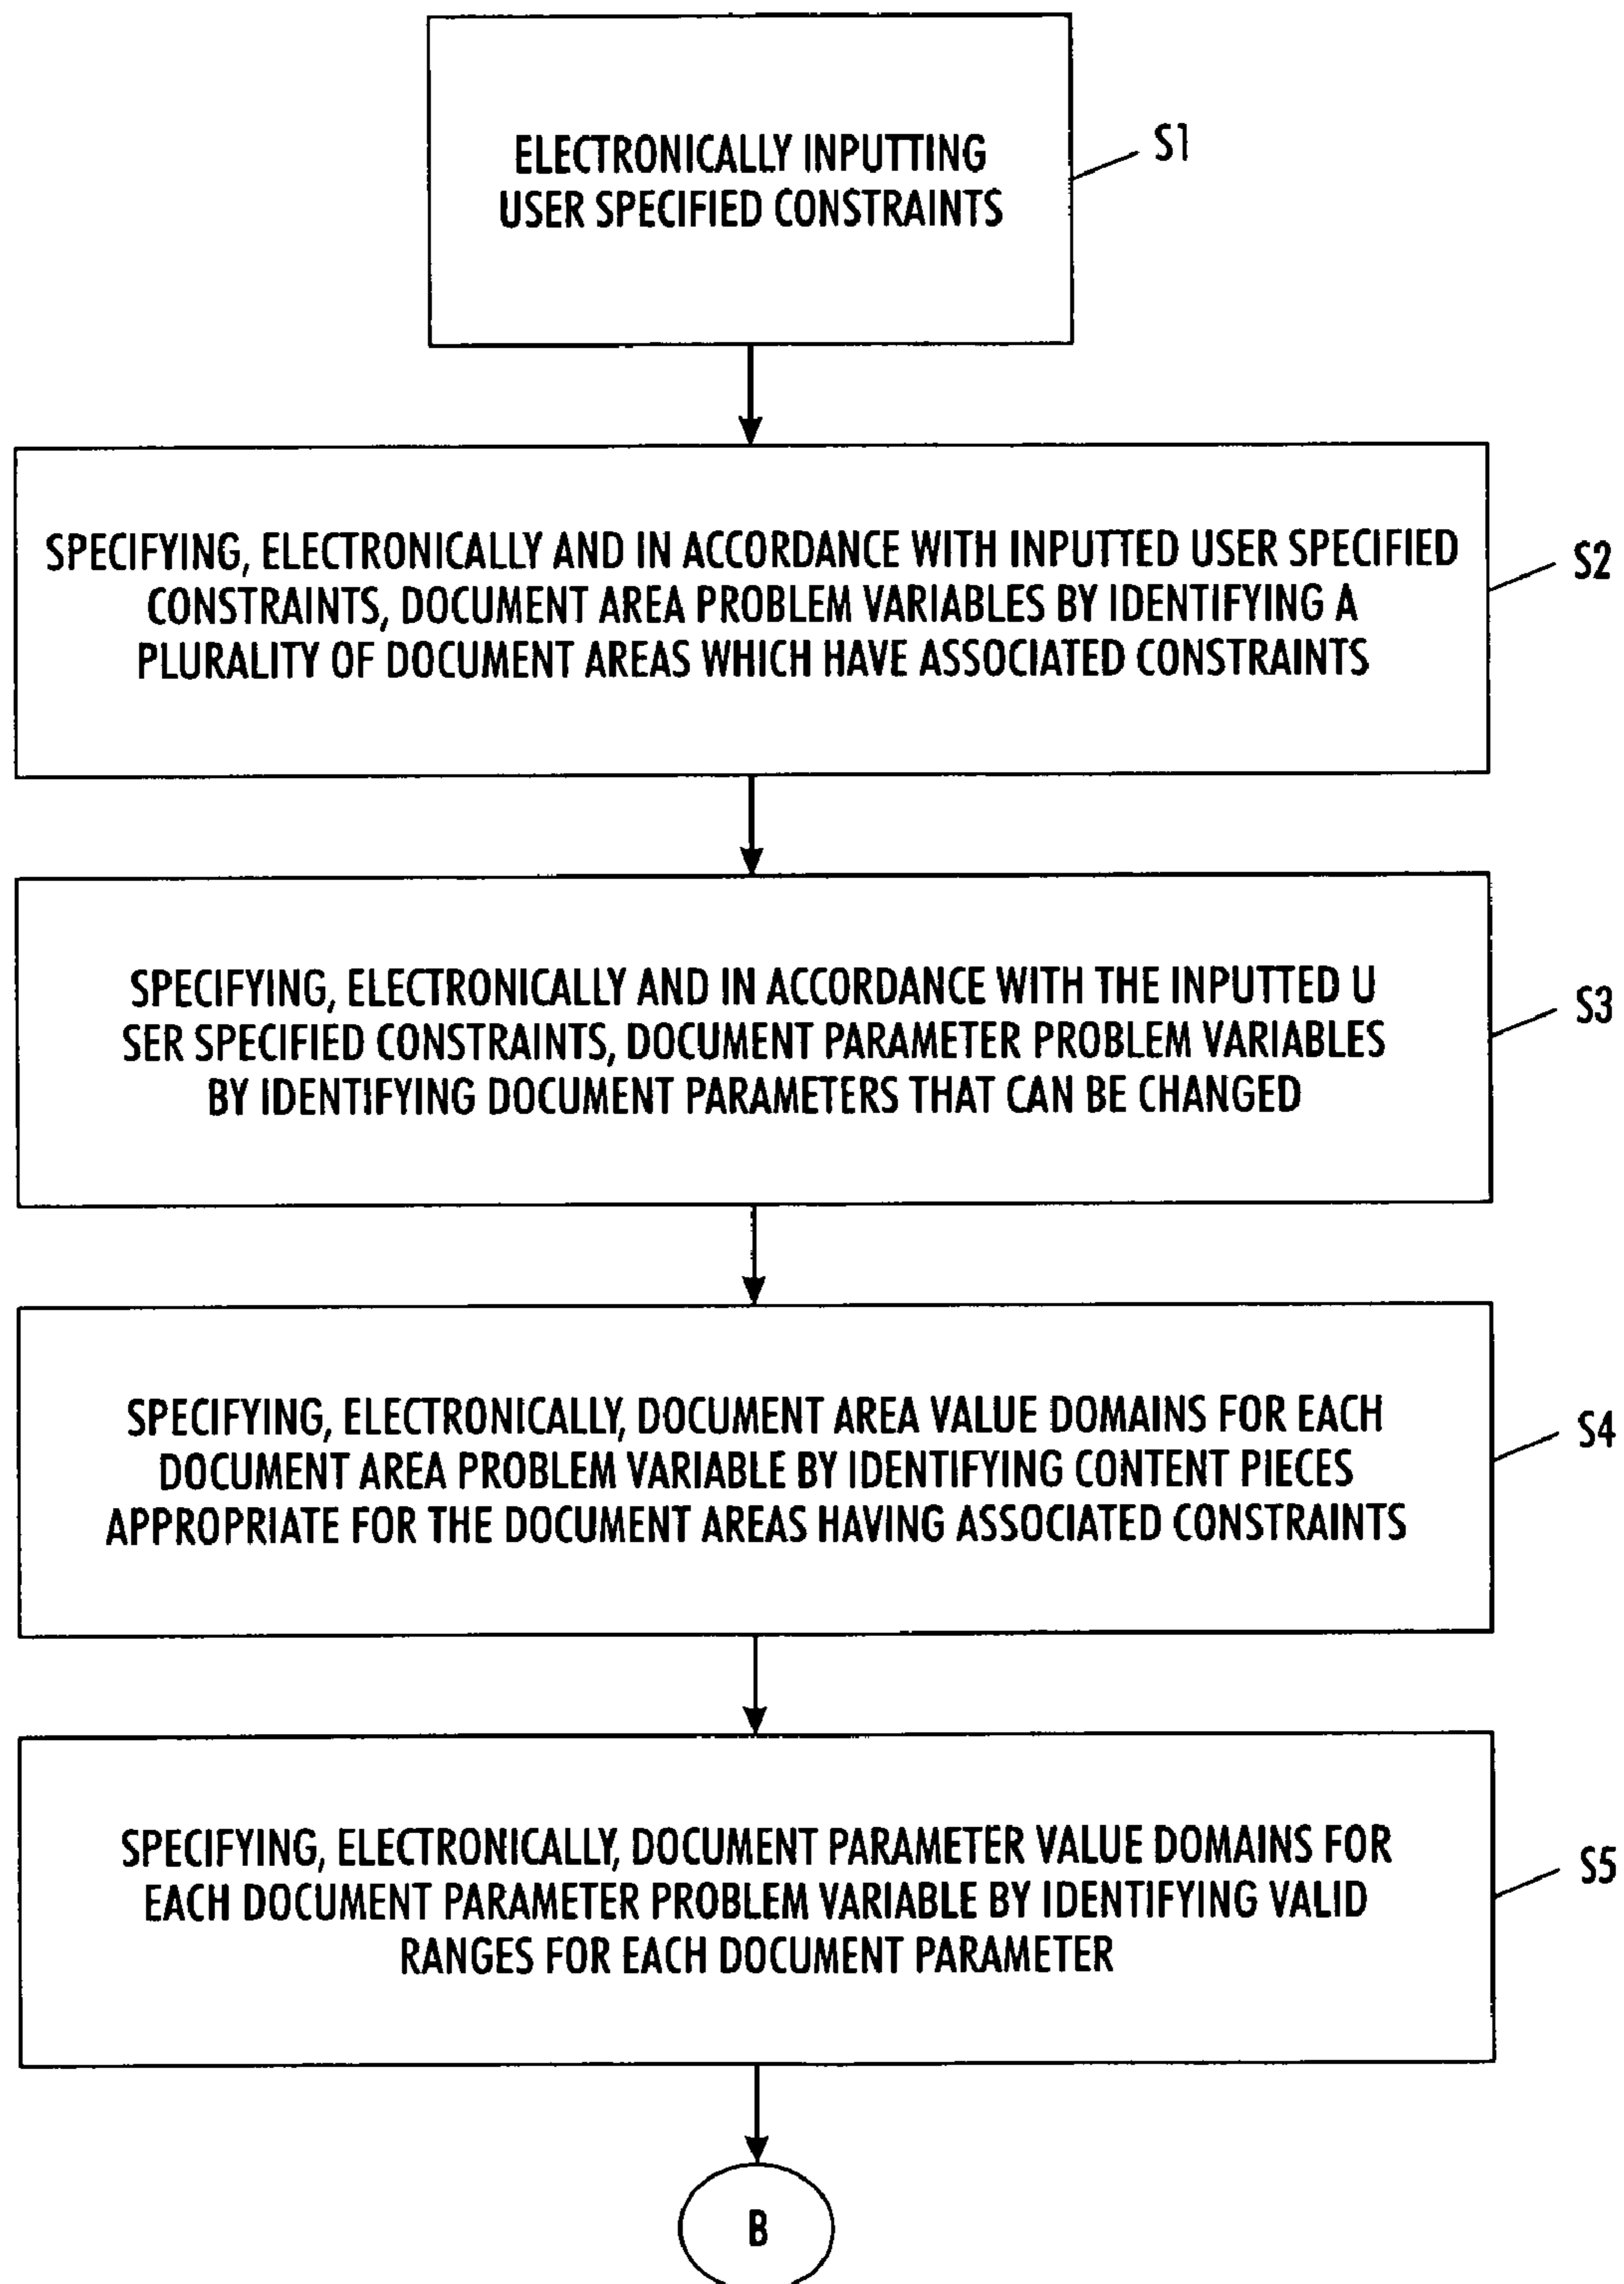 ELECTRONICALLY INPUTTING
USER SPECIFIED CONSTRAINTS
S1
SPECIFYING, ELECTRONICALLY AND IN ACCORDANCE WITH INPUTTED USER SPECIFIED
CONSTRAINTS, DOCUMENT AREA PROBLEM VARIABLES BY IDENTIFYING A
PLURALITY OF DOCUMENT AREAS WHICH HAVE ASSOCIATED CONSTRAINTS
S2
SPECIFYING, ELECTRONICALLY AND IN ACCORDANCE WITH THE INPUTTED U
SER SPECIFIED CONSTRAINTS, DOCUMENT PARAMETER PROBLEM VARIABLES
BY IDENTIFYING DOCUMENT PARAMETERS THAT CAN BE CHANGED
S3
SPECIFYING, ELECTRONICALLY, DOCUMENT AREA VALUE DOMAINS FOR EACH
DOCUMENT AREA PROBLEM VARIABLE BY IDENTIFYING CONTENT PIECES
APPROPRIATE FOR THE DOCUMENT AREAS HAVING ASSOCIATED CONSTRAINTS
S4
SPECIFYING, ELECTRONICALLY, DOCUMENT PARAMETER VALUE DOMAINS FOR
EACH DOCUMENT PARAMETER PROBLEM VARIABLE BY IDENTIFYING VALID
RANGES FOR EACH DOCUMENT PARAMETER
S5
B